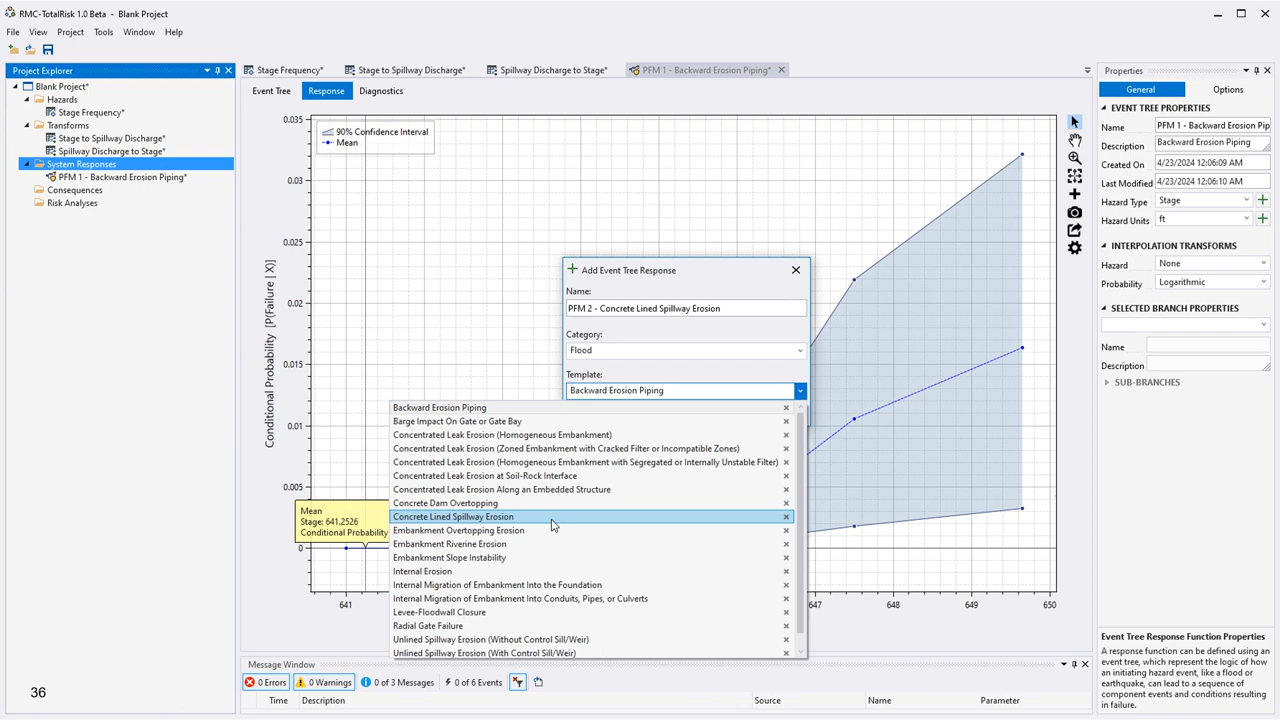 RMC-TotalRisk 1.0 Beta - Blank Project
File View Project Tools Window Help
Project Explorer
Blank Project*
Hazards
Stage Frequency*
Transforms
Stage to Spillway Discharge*
Spillway Discharge to Stage*
System Responses
PFM 1 - Backward Erosion Piping*
Consequences
Risk Analyses
Stage Frequency* Stage to Spillway Discharge* Spillway Discharge to Stage* PFM 1 - Backward Erosion Piping*
Event Tree Response Diagnostics
90% Confidence Interval
Mean
Conditional Probability [P(Failure | X)]
0.035
0.03
0.025
0.02
0.015
0.01
0.005
0
641 647 648 649 650
Mean
Stage: 641.2526
Conditional Probability
Add Event Tree Response
Name:
PFM 2 - Concrete Lined Spillway Erosion
Category:
Flood
Template:
Backward Erosion Piping
Backward Erosion Piping
Barge Impact On Gate or Gate Bay
Concentrated Leak Erosion (Homogeneous Embankment)
Concentrated Leak Erosion (Zoned Embankment with Cracked Filter or Incompatible Zones)
Concentrated Leak Erosion (Homogeneous Embankment with Segregated or Internally Unstable Filter)
Concentrated Leak Erosion at Soil-Rock Interface
Concentrated Leak Erosion Along an Embedded Structure
Concrete Dam Overtopping
Concrete Lined Spillway Erosion
Embankment Overtopping Erosion
Embankment Riverine Erosion
Embankment Slope Instability
Internal Erosion
Internal Migration of Embankment Into the Foundation
Internal Migration of Embankment Into Conduits, Pipes, or Culverts
Levee-Floodwall Closure
Radial Gate Failure
Unlined Spillway Erosion (Without Control Sill/Weir)
Unlined Spillway Erosion (With Control Sill/Weir)
Message Window
0 Errors 0 Warnings 0 of 3 Messages 0 of 6 Events
Time Description Source Name Parameter
Properties
General Options
EVENT TREE PROPERTIES
Name PFM 1 - Backward Erosion Pip
Description Backward Erosion Piping
Created On 4/23/2024 12:06:09 AM
Last Modified 4/23/2024 12:06:10 AM
Hazard Type Stage
Hazard Units ft
INTERPOLATION TRANSFORMS
Hazard None
Probability Logarithmic
SELECTED BRANCH PROPERTIES
Name
Description
SUB-BRANCHES
Event Tree Response Function Properties
A response function can be defined using an
event tree, which represent the logic of how
an initiating hazard event, like a flood or
earthquake, can lead to a sequence of
component events and conditions resulting
in failure.
36